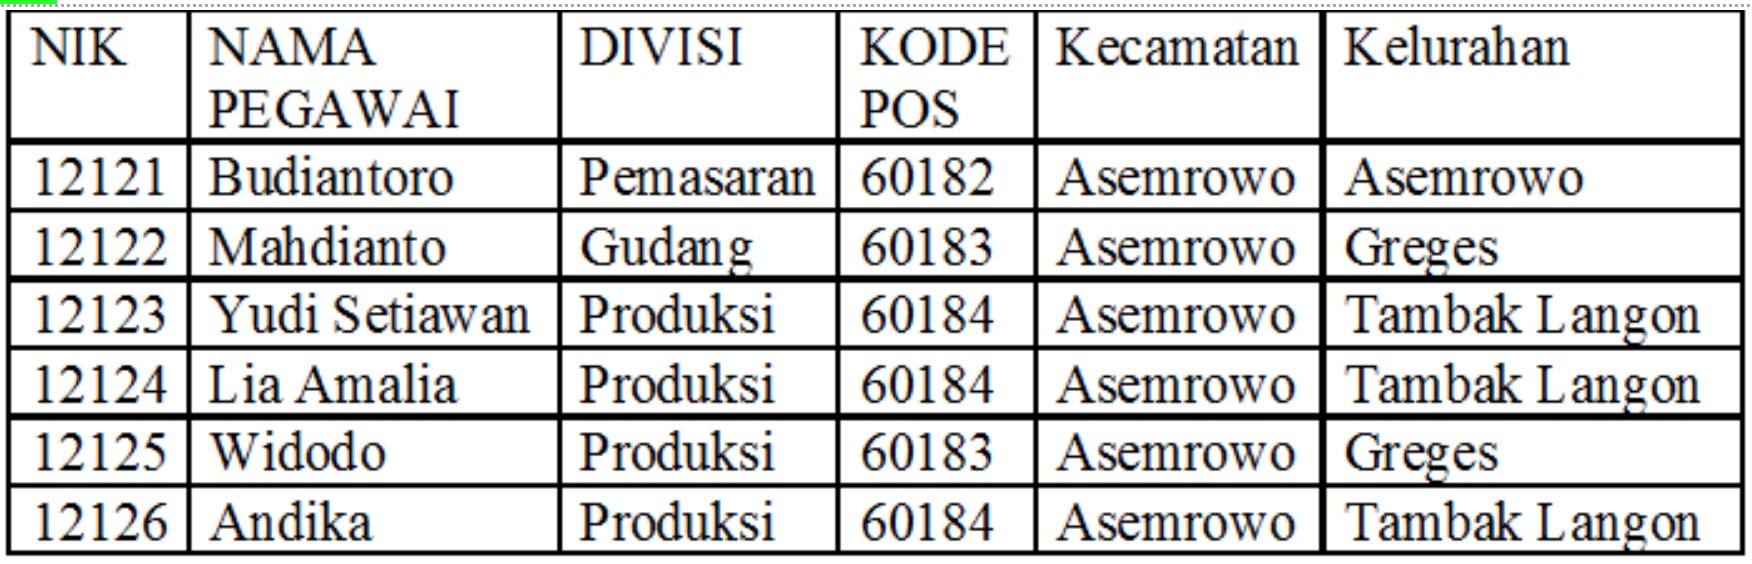 NIK NAMA PEGAWAI DIVISI KODE POS Kecamatan Kelurahan
12121 Budiantoro Pemasaran 60182 Asemrowo Asemrowo
12122 Mahdianto Gudang 60183 Asemrowo Greges
12123 Yudi Setiawan Produksi 60184 Asemrowo Tambak Langon
12124 Lia Amalia Produksi 60184 Asemrowo Tambak Langon
12125 Widodo Produksi 60183 Asemrowo Greges
12126 Andika Produksi 60184 Asemrowo Tambak Langon